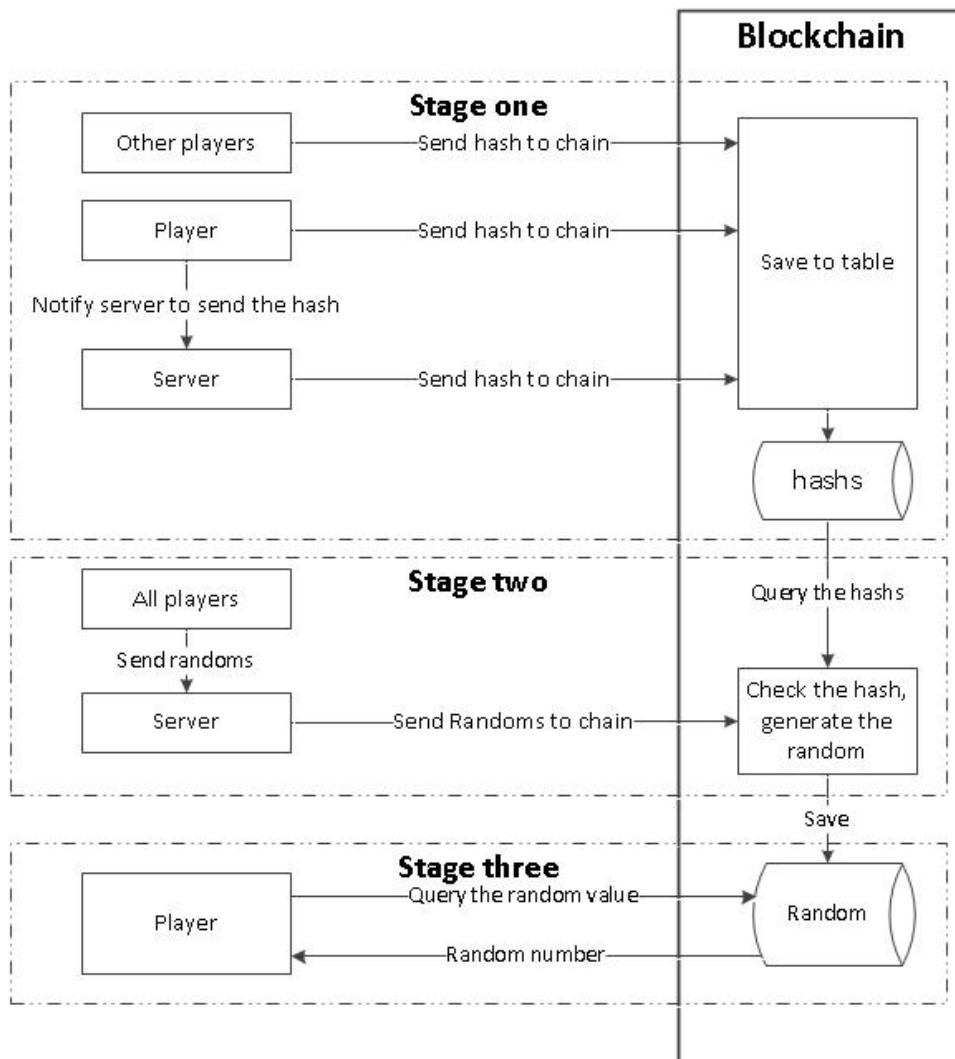 Blockchain
Stage one
Other players
Send hash to chain
Player
Send hash to chain
Save to table
Notify server to send the hash
Server
Send hash to chain
hashs
Stage two
All players
Query the hashs
Send randoms
Server
Send Randoms to chain
Check the hash,
generate the
random
Save
Stage three
Query the random value
Player
Random
Random number